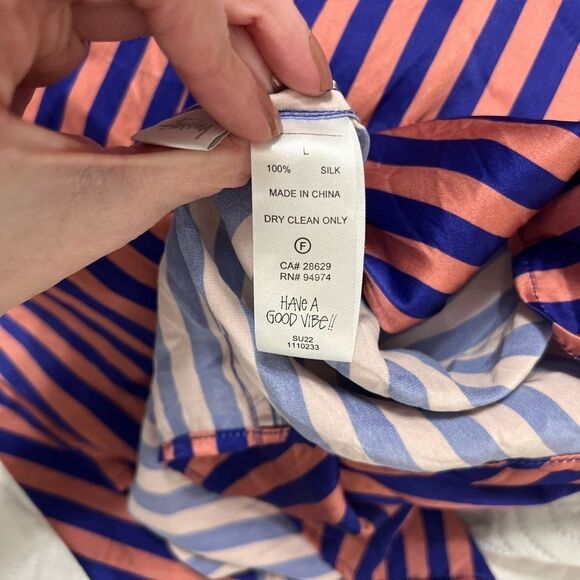 L
100% SILK
MADE IN CHINA
DRY CLEAN ONLY
F
CA# 28629
RN# 94974
HAVE A
GOOD VIBE!!
SU22
1110233